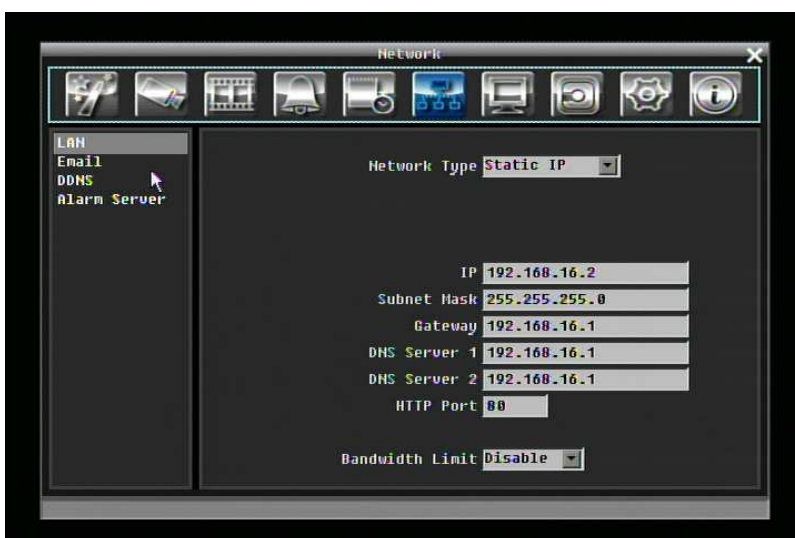 Network
LAN
Email
DDNS
Alarm Server
Network Type Static IP
IP 192.168.16.2
Subnet Mask 255.255.255.0
Gateway 192.168.16.1
DNS Server 1 192.168.16.1
DNS Server 2 192.168.16.1
HTTP Port 80
Bandwidth Limit Disable